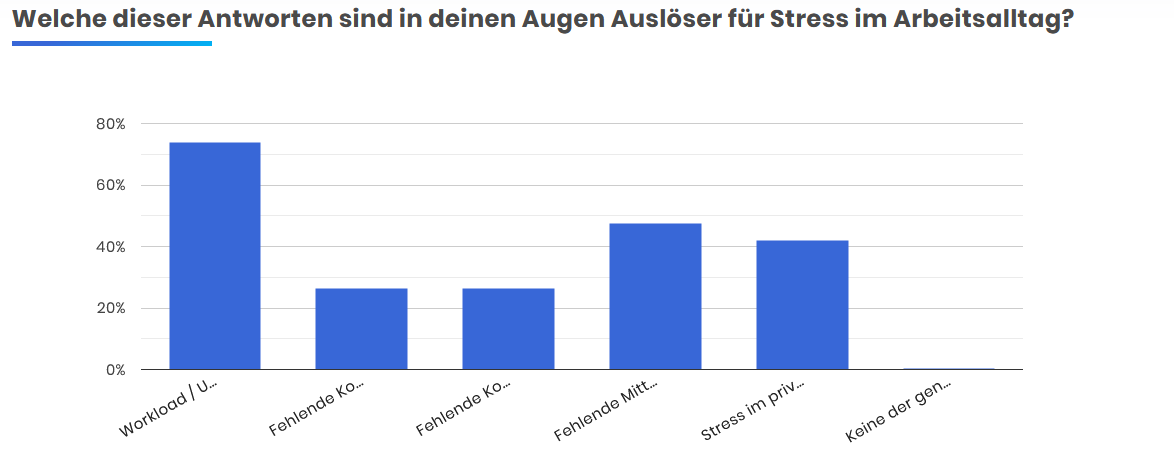 Welche dieser Antworten sind in deinen Augen Auslöser für Stress im Arbeitsalltag?
80%
60%
40%
20%
0%
Workload / U...
Fehlende Ko...
Fehlende Ko...
Fehlende Mitt...
Stress im priv...
Keine der gen...